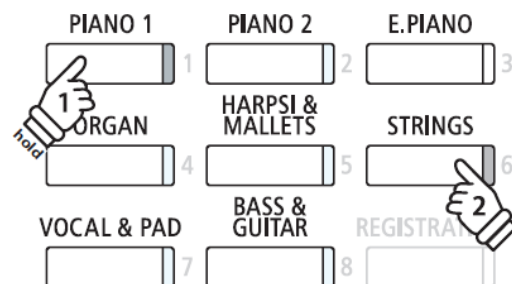 PIANO 1 PIANO 2 E.PIANO
1 2 3
1
hold
ORGAN HARPSI & MALLETS STRINGS
4 5 6
2
VOCAL & PAD BASS & GUITAR
7 8